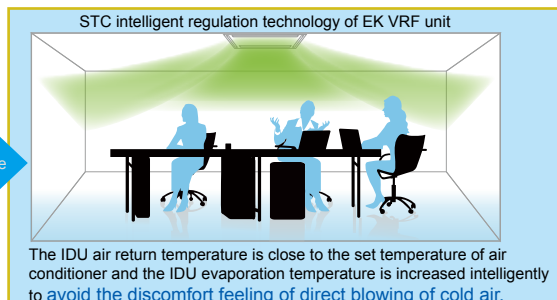 STC intelligent regulation technology of EK VRF unit
e
The IDU air return temperature is close to the set temperature of air
conditioner and the IDU evaporation temperature is increased intelligently
to avoid the discomfort feeling of direct blowing of cold air.